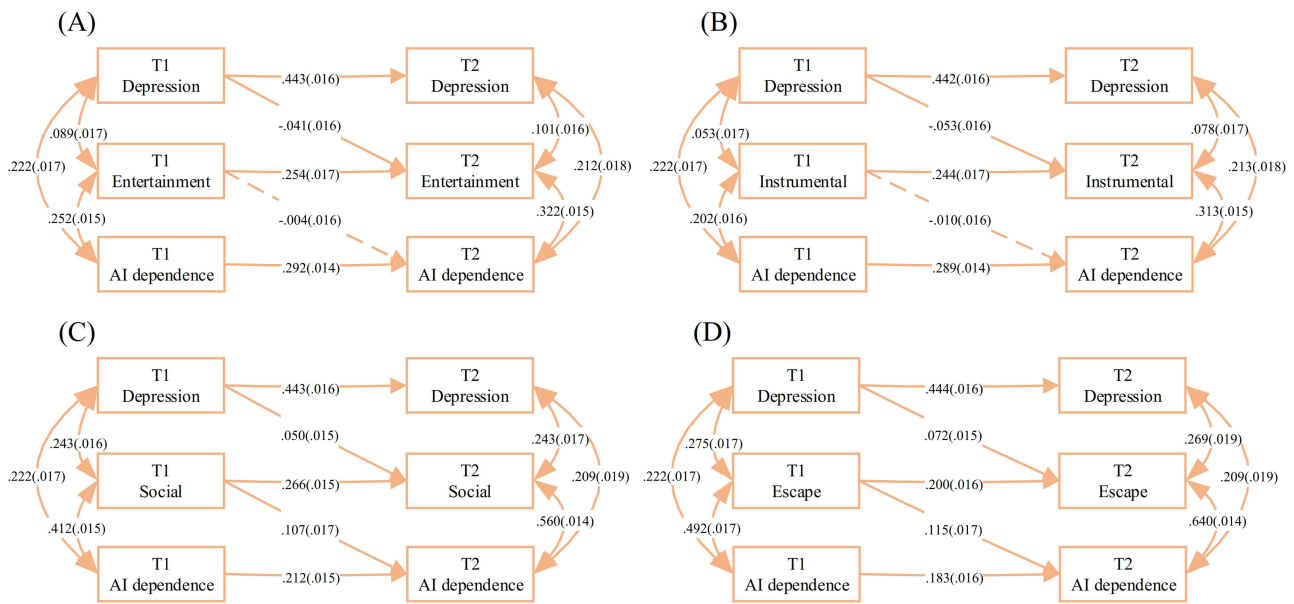 (A)
T1
Depression
T2
Depression
.443(.016)
-.041(.016)
.089(.017)
.101(.016)
.222(.017)
.212(.018)
T1
Entertainment
T2
Entertainment
.254(.017)
-.004(.016)
.252(.015)
.322(.015)
T1
AI dependence
T2
AI dependence
.292(.014)
(B)
T1
Depression
T2
Depression
.442(.016)
-.053(.016)
.053(.017)
.078(.017)
.222(.017)
.213(.018)
T1
Instrumental
T2
Instrumental
.244(.017)
-.010(.016)
.202(.016)
.313(.015)
T1
AI dependence
T2
AI dependence
.289(.014)
(C)
T1
Depression
T2
Depression
.443(.016)
.050(.015)
.243(.016)
.243(.017)
.222(.017)
.209(.019)
T1
Social
T2
Social
.266(.015)
.107(.017)
.412(.015)
.560(.014)
T1
AI dependence
T2
AI dependence
.212(.015)
(D)
T1
Depression
T2
Depression
.444(.016)
.072(.015)
.275(.017)
.269(.019)
.222(.017)
.209(.019)
T1
Escape
T2
Escape
.200(.016)
.115(.017)
.492(.017)
.640(.014)
T1
AI dependence
T2
AI dependence
.183(.016)